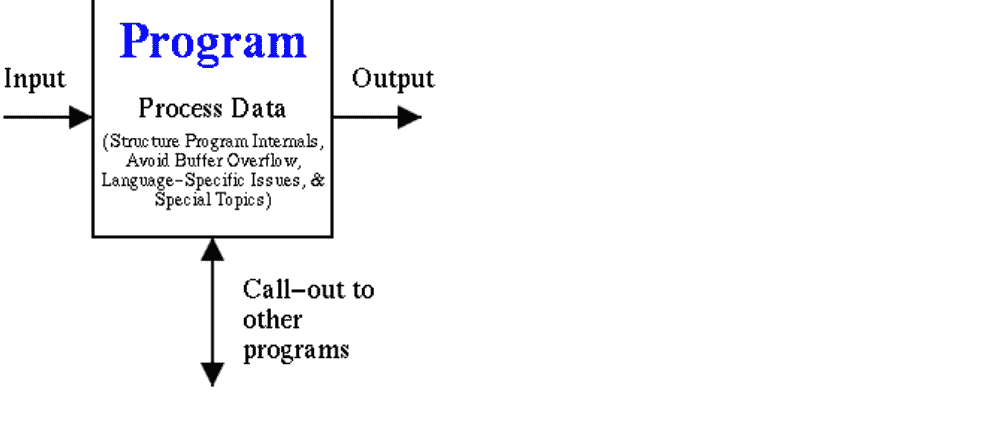 Program
Input
Output
Process Data
(Structure Program Internals,
Avoid Buffer Overflow,
Language-Specific Issues, &
Special Topics)
Call-out to
other
programs